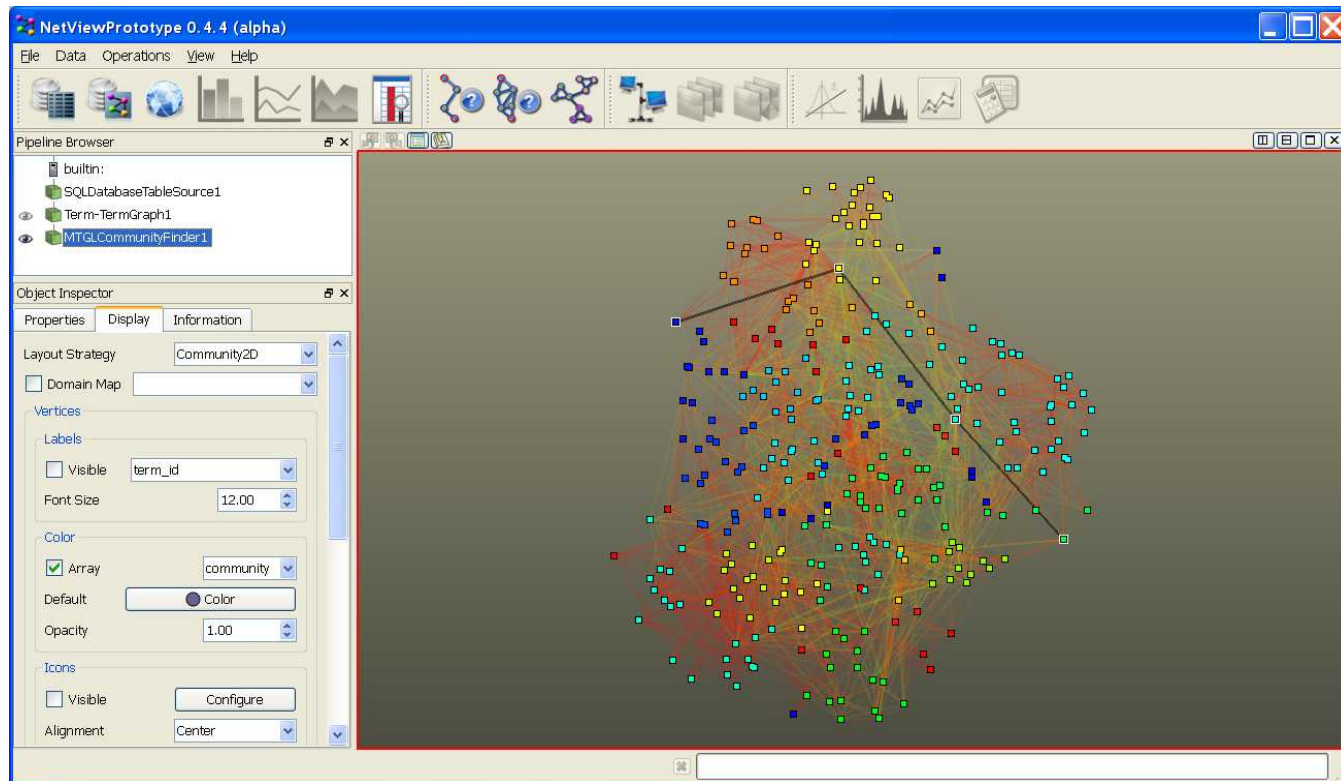 NetViewPrototype 0.4.4 (alpha)
File Data Operations View Help
Pipeline Browser
builtin:
SQLDatabaseTableSource1
Term-TermGraph1
MTGLCommunityFinder1
Object Inspector
Properties Display Information
Layout Strategy Community2D
Domain Map
Vertices
Labels
Visible term_id
Font Size 12.00
Color
Array community
Default Color
Opacity 1.00
Icons
Visible Configure
Alignment Center